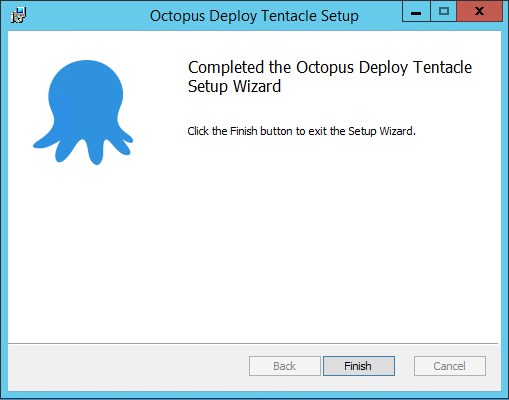 Octopus Deploy Tentacle Setup
Completed the Octopus Deploy Tentacle
Setup Wizard
Click the Finish button to exit the Setup Wizard.
Back
Finish
Cancel